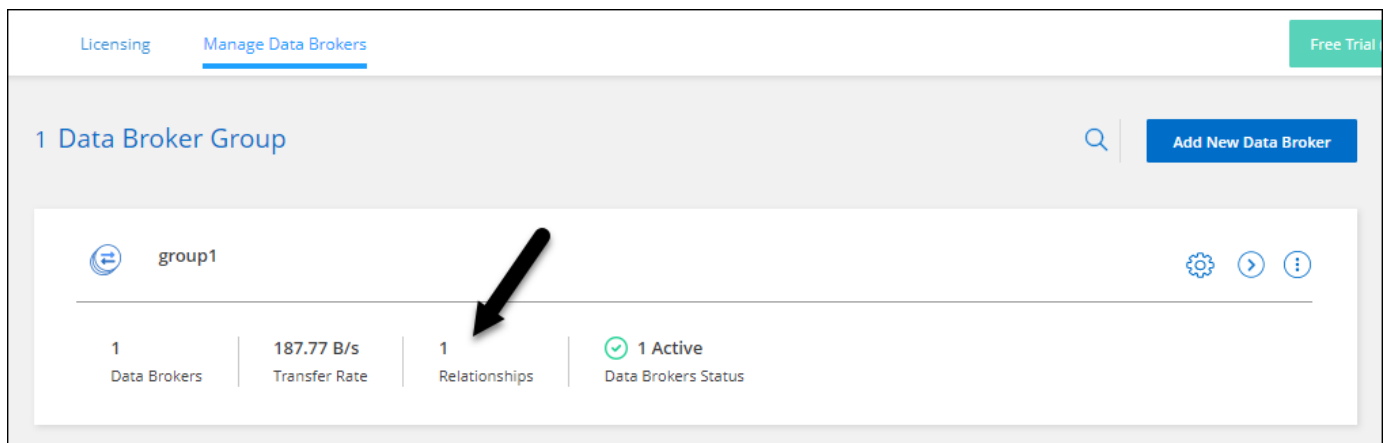 Licensing Manage Data Brokers Free Trial
1 Data Broker Group Add New Data Broker
group1
1 187.77 B/s 1 1 Active
Data Brokers Transfer Rate Relationships Data Brokers Status